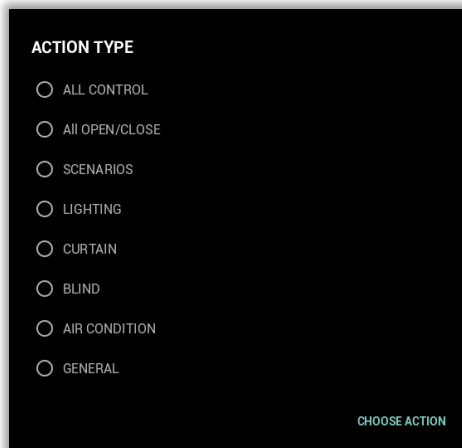 ACTION TYPE
ALL CONTROL
All OPEN/CLOSE
SCENARIOS
LIGHTING
CURTAIN
BLIND
AIR CONDITION
GENERAL
CHOOSE ACTION